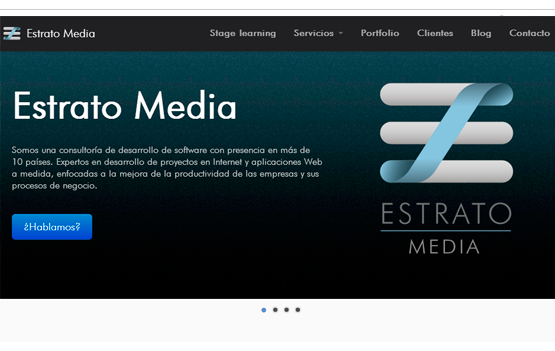 Estrato Media
Stage learning
Servicios
Portfolio
Clientes
Blog
Contacto
Estrato Media
Somos una consultoría de desarrollo de software con presencia en más de
10 países. Expertos en desarrollo de proyectos en Internet y aplicaciones Web
a medida, enfocadas a la mejora de la productividad de las empresas y sus
procesos de negocio.
¿Hablamos?
ESTRATO
MEDIA